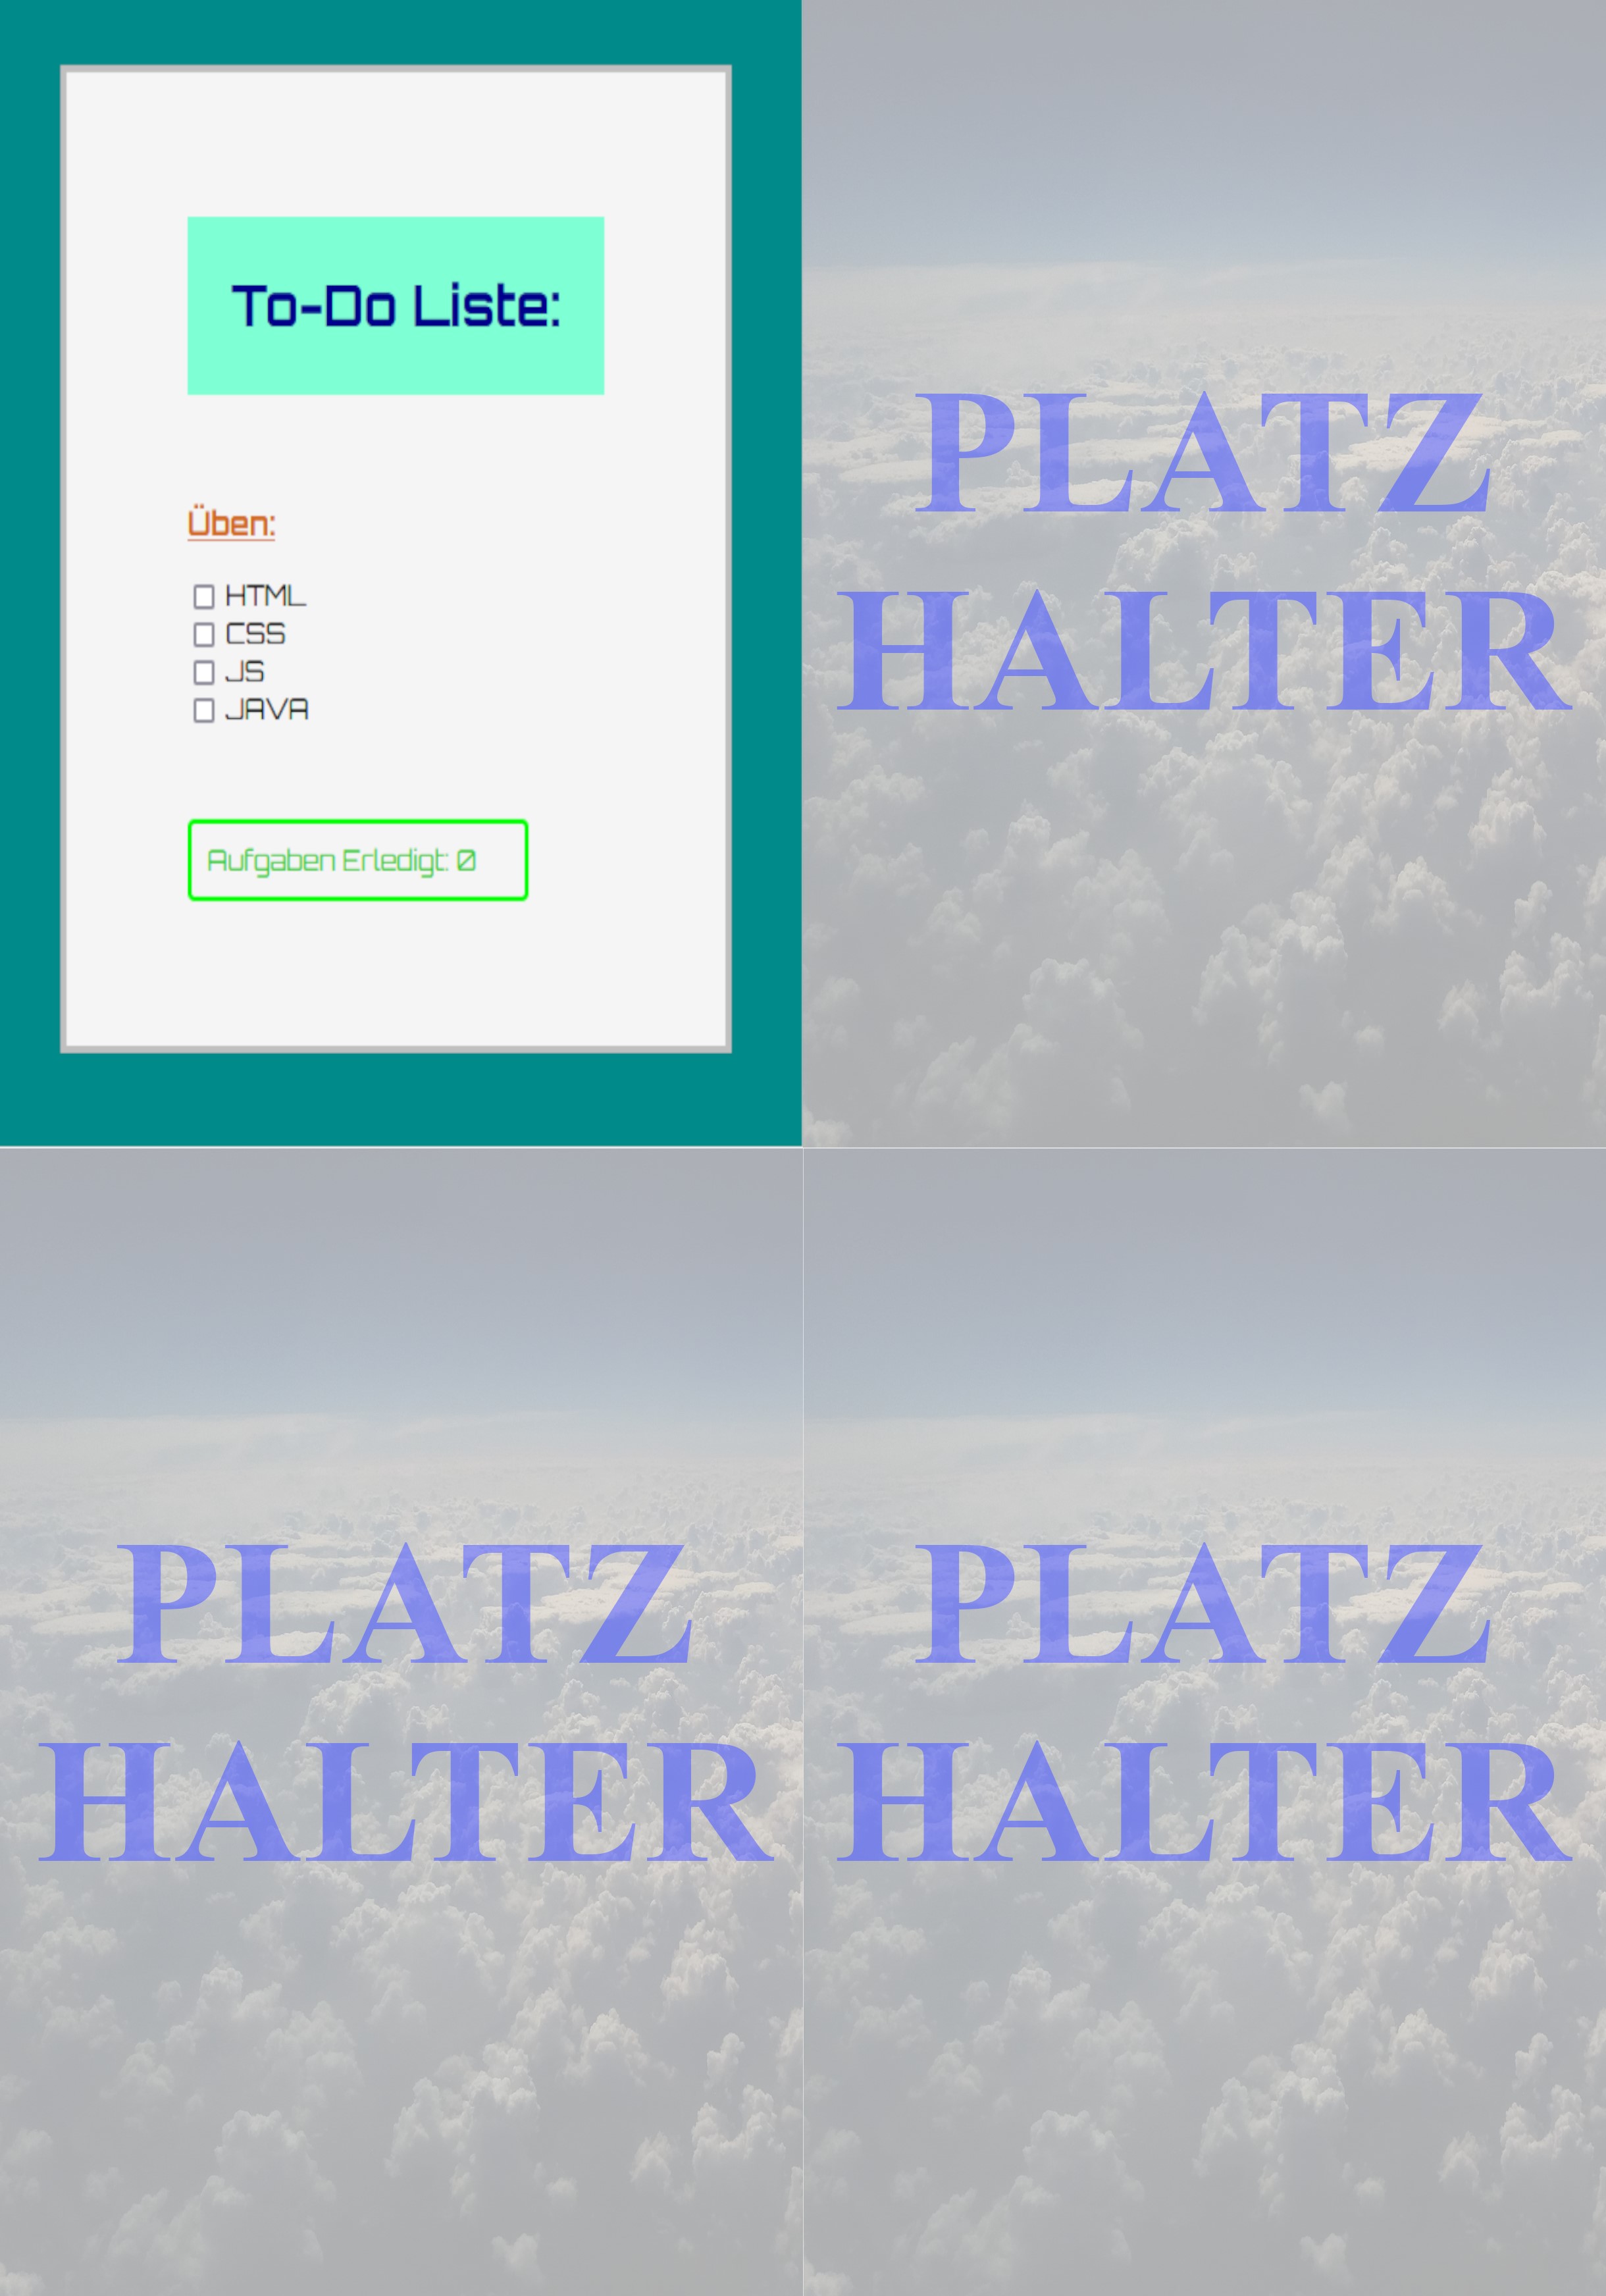 To-Do Liste:
Üben:
HTML
CSS
JS
JAVA
Aufgaben Erledigt: 0
PLATZ
HALTER
PLATZ
HALTER
PLATZ
HALTER